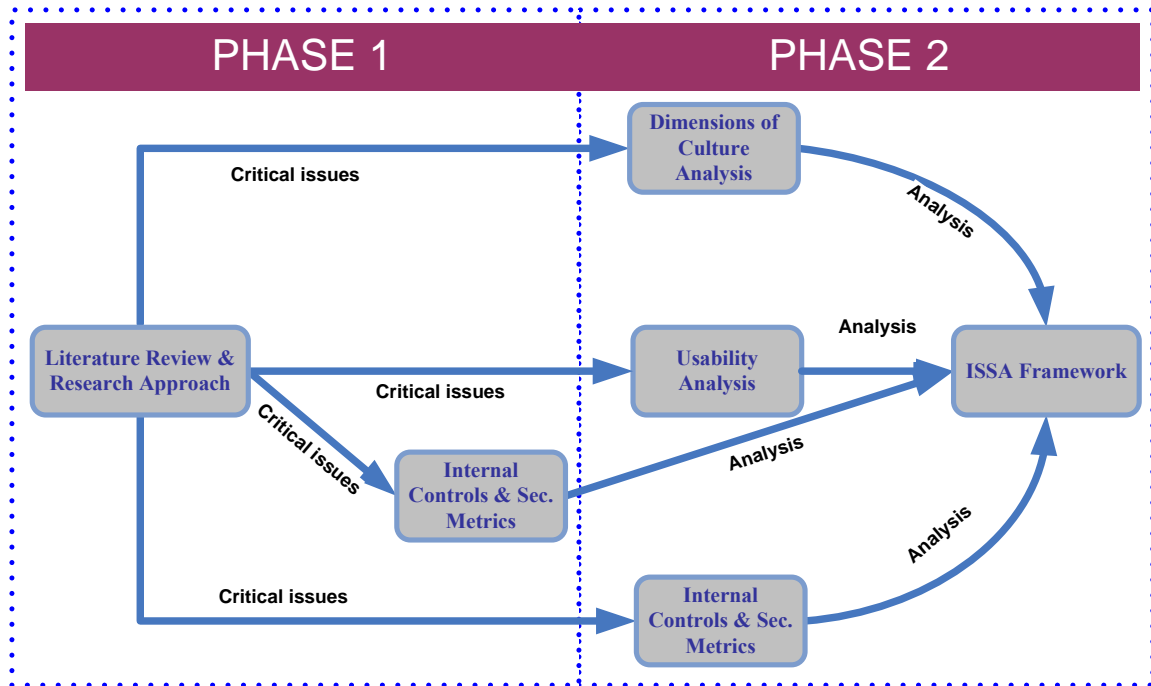 PHASE 1
PHASE 2
Dimensions of
Culture
Analysis
Critical issues
Analysis
Literature Review &
Research Approach
Critical issues
Usability
Analysis
Analysis
ISSA Framework
Critical issues
Internal
Controls & Sec.
Metrics
Analysis
Critical issues
Internal
Controls & Sec.
Metrics
Analysis